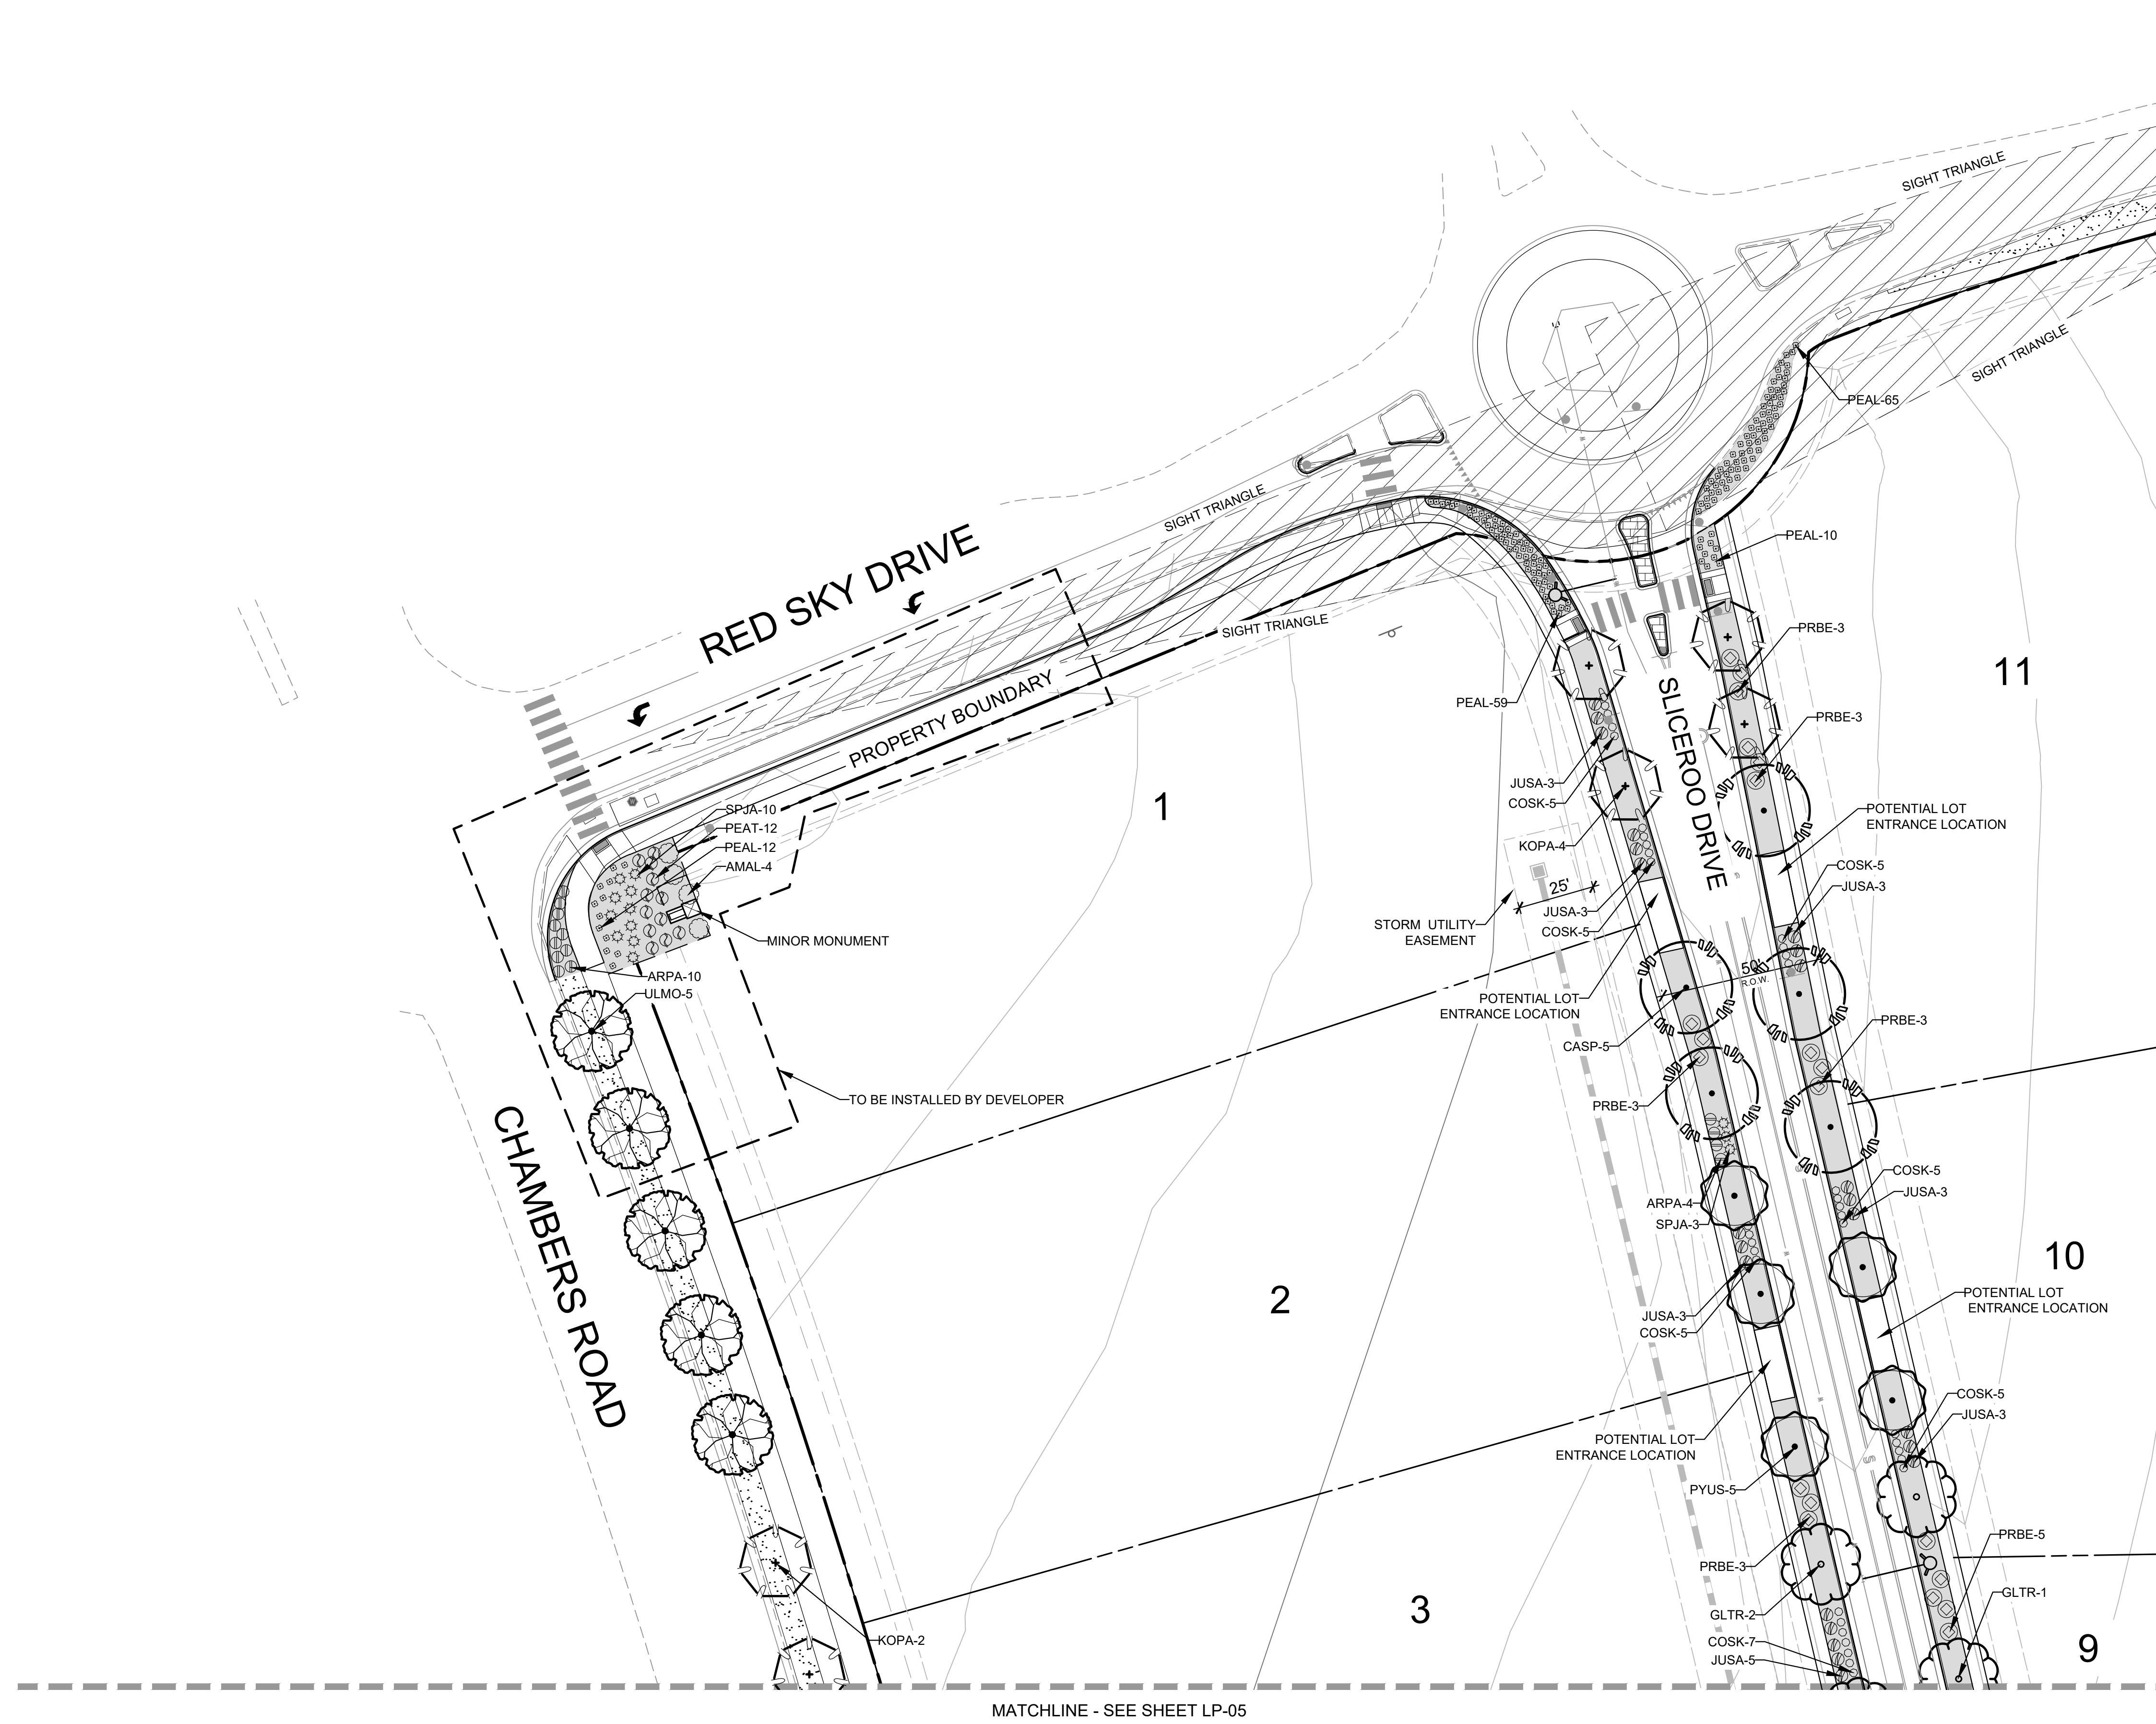 SIGHT TRIANGLE
SIGHT TRIANGLE
PEAL-65
SIGHT TRIANGLE
RED SKY DRIVE
PEAL-10
SIGHT TRIANGLE
PRBE-3
11
PROPERTY BOUNDARY
PEAL-59
SLICEROO DRIVE
PRBE-3
JUSA-3
COSK-5
1
SPJA-10
PEAT-12
PEAL-12
AMAL-4
KOPA-4
POTENTIAL LOT
ENTRANCE LOCATION
COSK-5
JUSA-3
25'
JUSA-3
COSK-5
STORM UTILITY
EASEMENT
MINOR MONUMENT
ARPA-10
ULMO-5
50'
R.O.W.
POTENTIAL LOT
ENTRANCE LOCATION
PRBE-3
CASP-5
TO BE INSTALLED BY DEVELOPER
PRBE-3
CHAMBERS ROAD
COSK-5
JUSA-3
ARPA-4
SPJA-3
10
2
POTENTIAL LOT
ENTRANCE LOCATION
JUSA-3
COSK-5
COSK-5
JUSA-3
POTENTIAL LOT
ENTRANCE LOCATION
S
PYUS-5
PRBE-5
PRBE-3
GLTR-1
3
GLTR-2
COSK-7
JUSA-5
KOPA-2
9
MATCHLINE - SEE SHEET LP-05